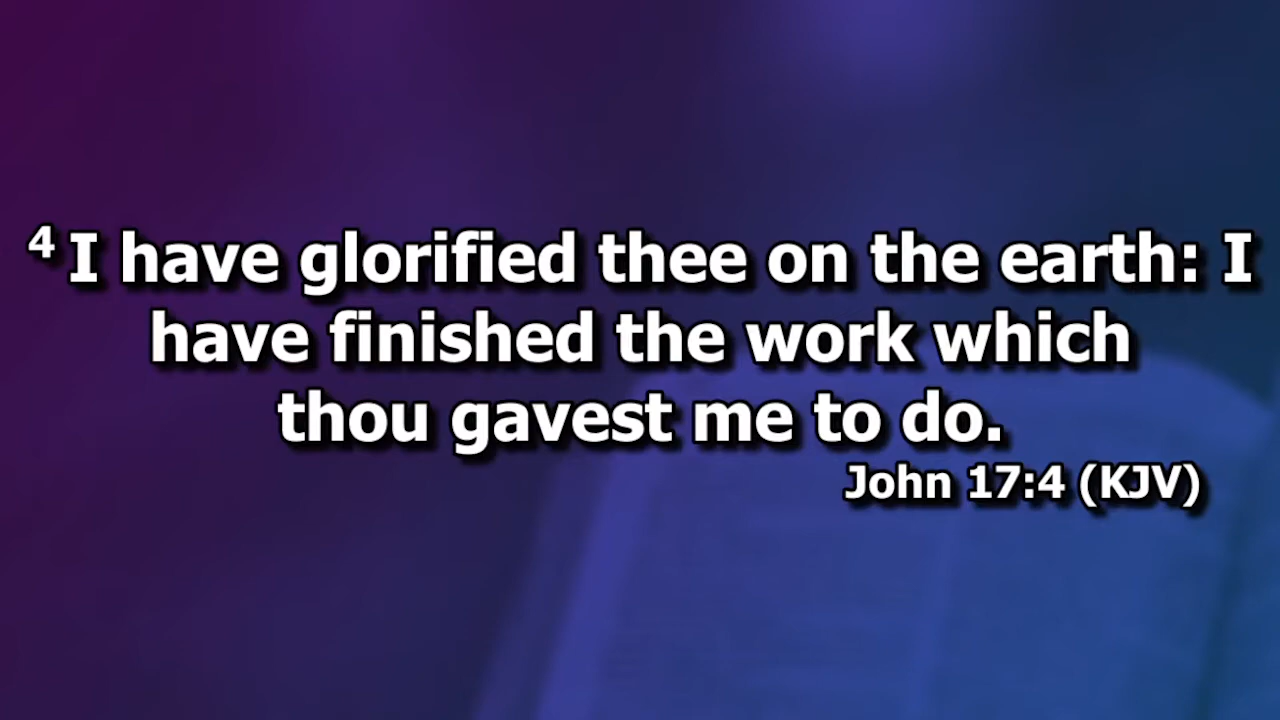 4 I have glorified thee on the earth: I
have finished the work which
thou gavest me to do.
John 17:4 (KJV)